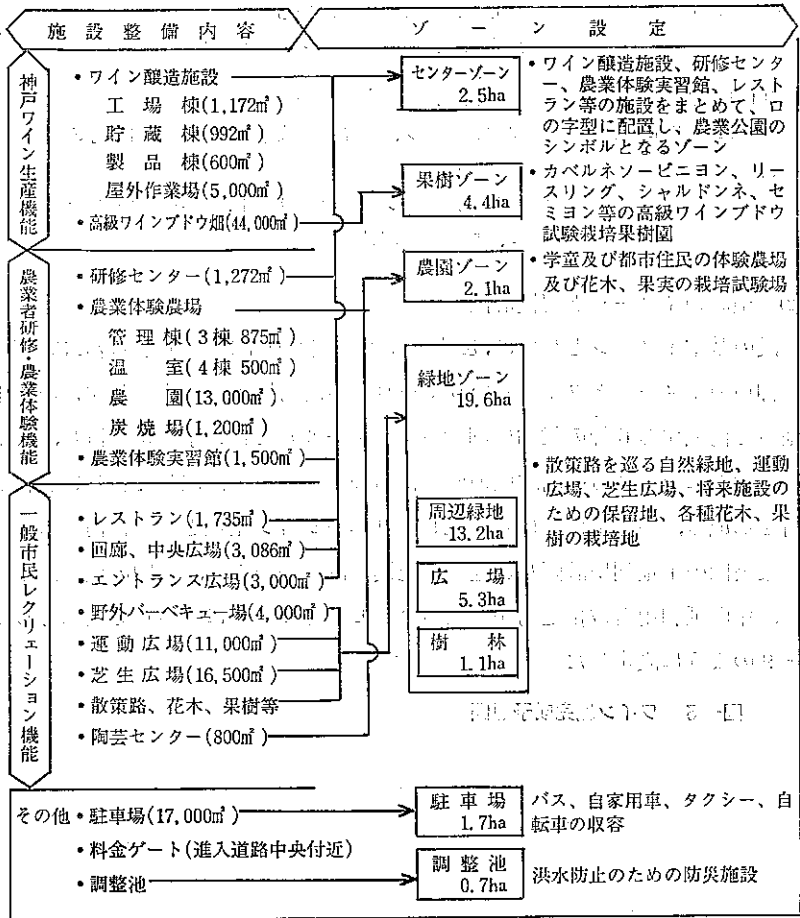 施設整備内容
ゾーン設定
神戸ワイン生産機能
・ワイン醸造施設
工場棟(1,172㎡)
貯蔵棟(992㎡)
製品棟(600㎡)
屋外作業場(5,000㎡)
・高級ワインブドウ畑(44,000㎡)
農業者研修・農業体験機能
・研修センター(1,272㎡)
・農業体験農場
管理棟(3棟 875㎡)
温室(4棟 500㎡)
農園(13,000㎡)
炭焼場(1,200㎡)
・農業体験実習館(1,500㎡)
一般市民レクリェーション機能
・レストラン(1,735㎡)
・回廊、中央広場(3,086㎡)
・エントランス広場(3,000㎡)
・野外バーベキュー場(4,000㎡)
・運動広場(11,000㎡)
・芝生広場(16,500㎡)
・散策路、花木、果樹等
・陶芸センター(800㎡)
その他
・駐車場(17,000㎡)
・料金ゲート(進入道路中央付近)
・調整池
センターゾーン
2.5ha
・ワイン醸造施設、研修センタ
ー、農業体験実習館、レスト
ラン等の施設をまとめて、ロ
の字型に配置し、農業公園の
シンボルとなるゾーン
果樹ゾーン
4.4ha
・カベルネソービニヨン、リー
スリング、シャルドンネ、セ
ミヨン等の高級ワインブドウ
試験栽培果樹園
農園ゾーン
2.1ha
・学童及び都市住民の体験農場
及び花木、果実の栽培試験場
緑地ゾーン
19.6ha
周辺緑地
13.2ha
広場
5.3ha
樹林
1.1ha
・散策路を巡る自然緑地、運動
広場、芝生広場、将来施設の
ための保留地、各種花木、果
樹の栽培地
駐車場
1.7ha
バス、自家用車、タクシー、自
転車の収容
調整池
0.7ha
洪水防止のための防災施設